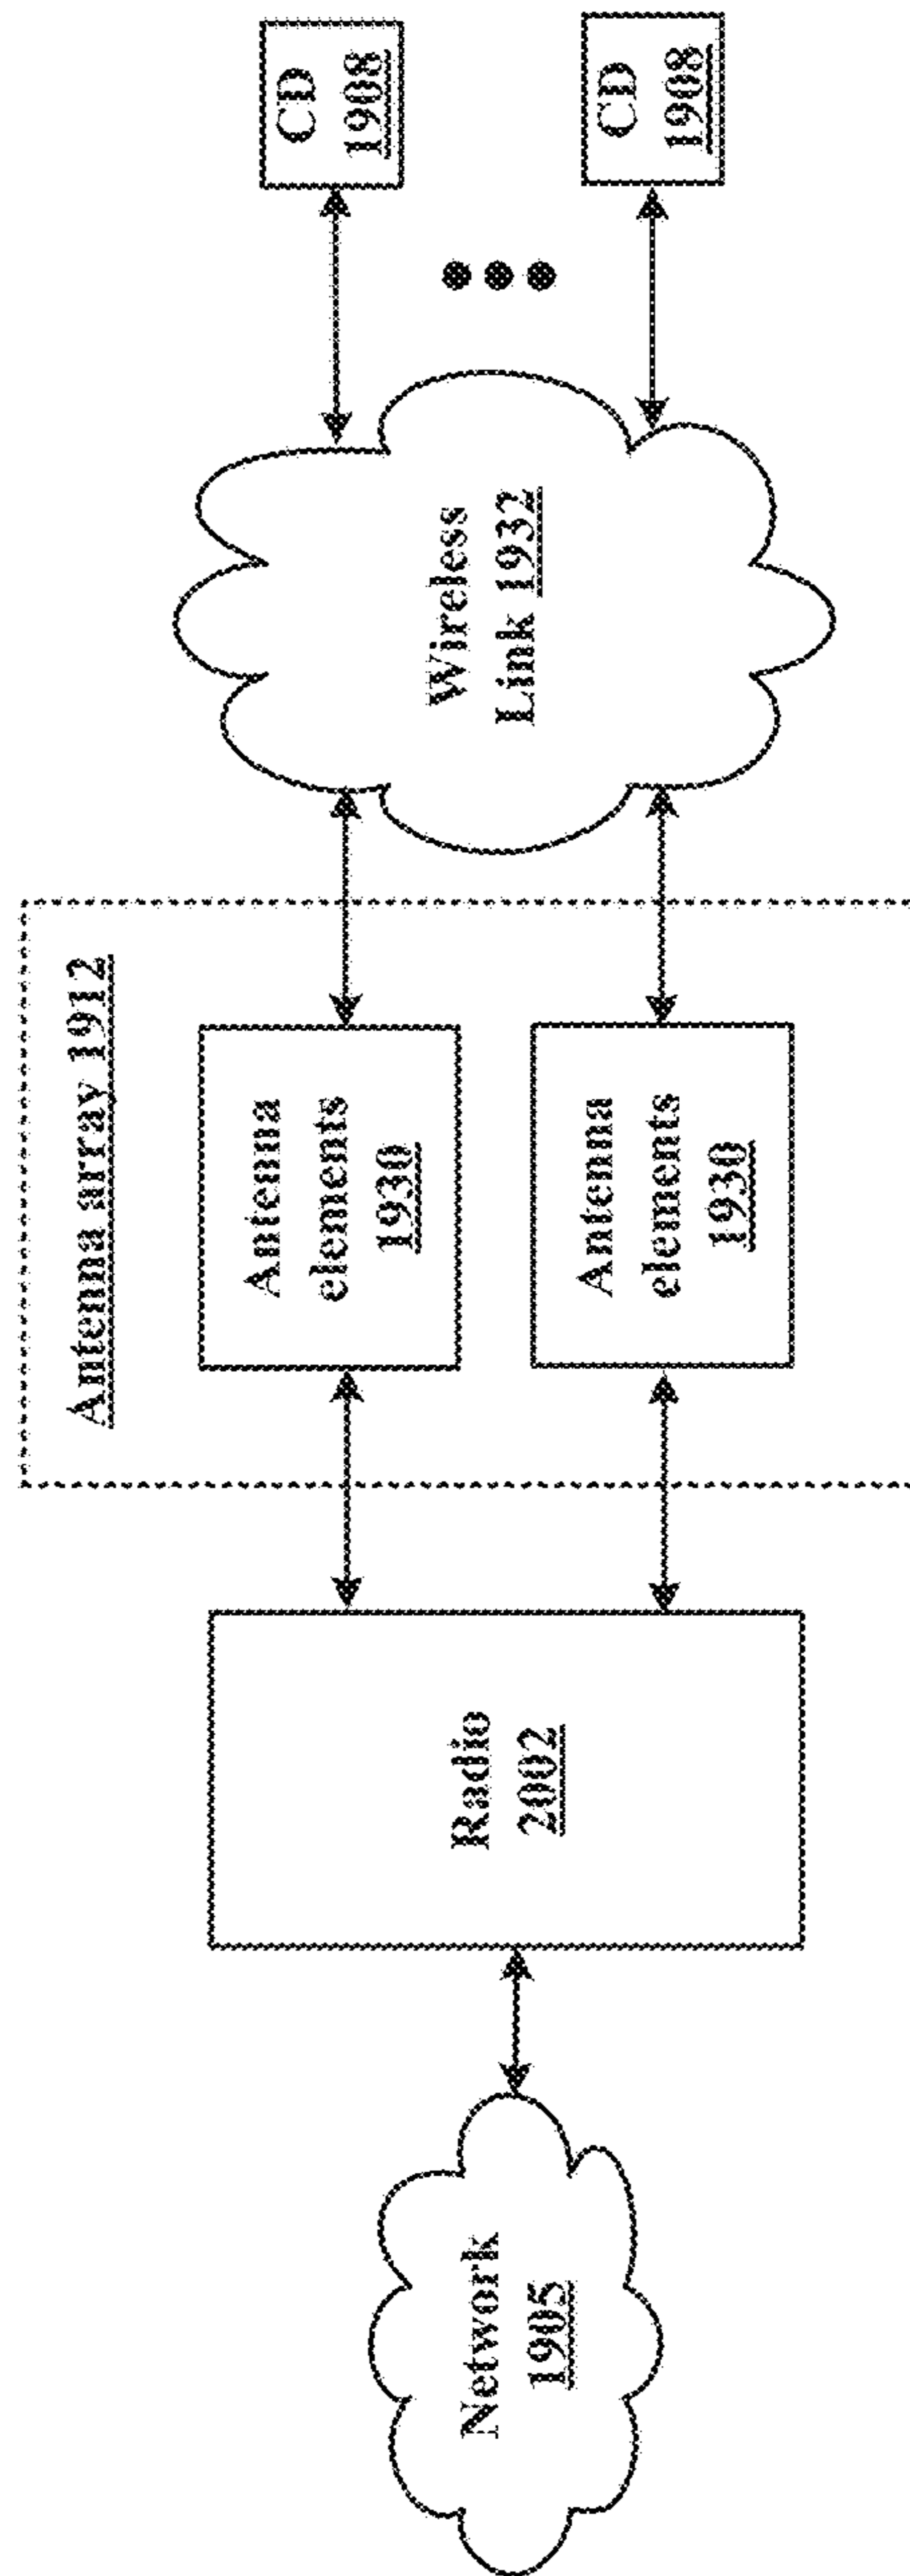 Network
1905
Radio
2002
Antenna array 1912
Antenna
elements
1930
Antenna
elements
1930
Wireless
Link 1932
CD
1908
CD
1908